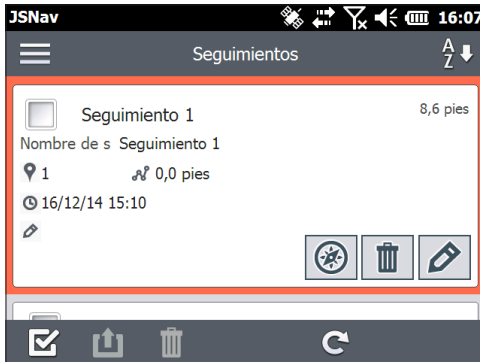 JSNav 16:07
Seguimientos A Z
Seguimiento 1 8,6 pies
Nombre de s Seguimiento 1
1 0,0 pies
16/12/14 15:10